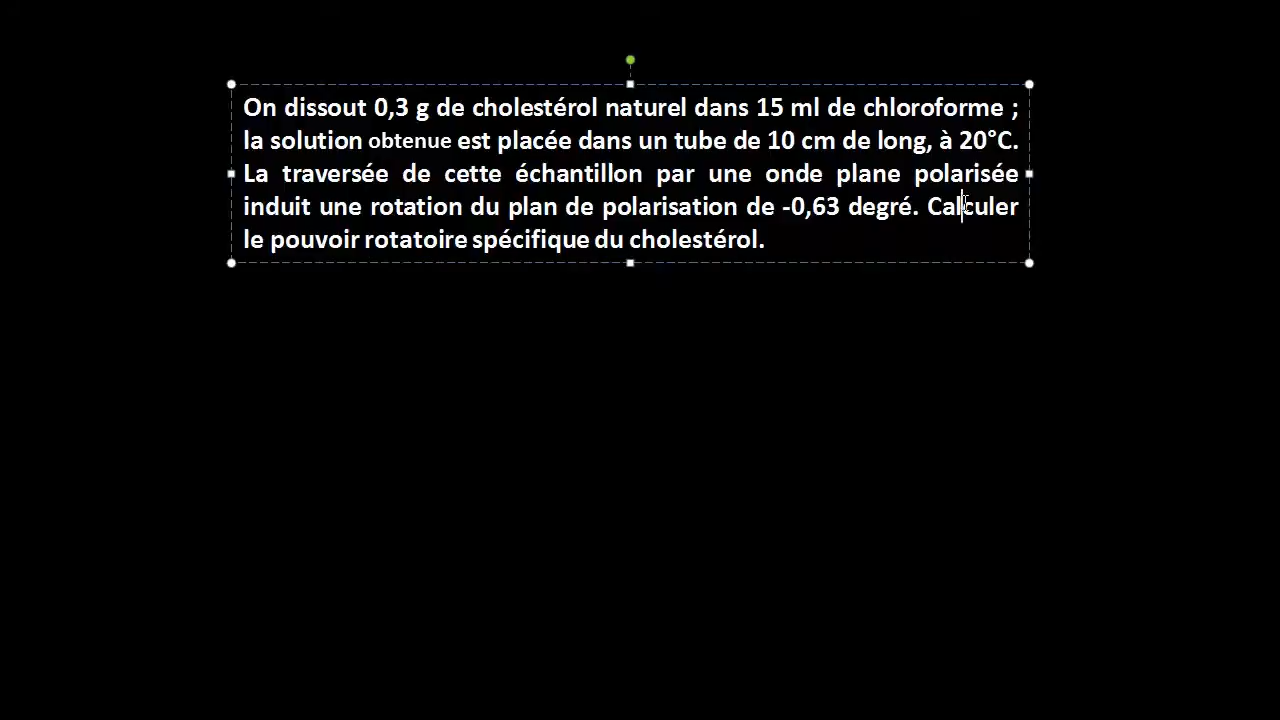 On dissout 0,3 g de cholestérol naturel dans 15 ml de chloroforme ;
la solution obtenue est placée dans un tube de 10 cm de long, à 20°C.
La traversée de cette échantillon par une onde plane polarisée
induit une rotation du plan de polarisation de -0,63 degré. Calculer
le pouvoir rotatoire spécifique du cholestérol.